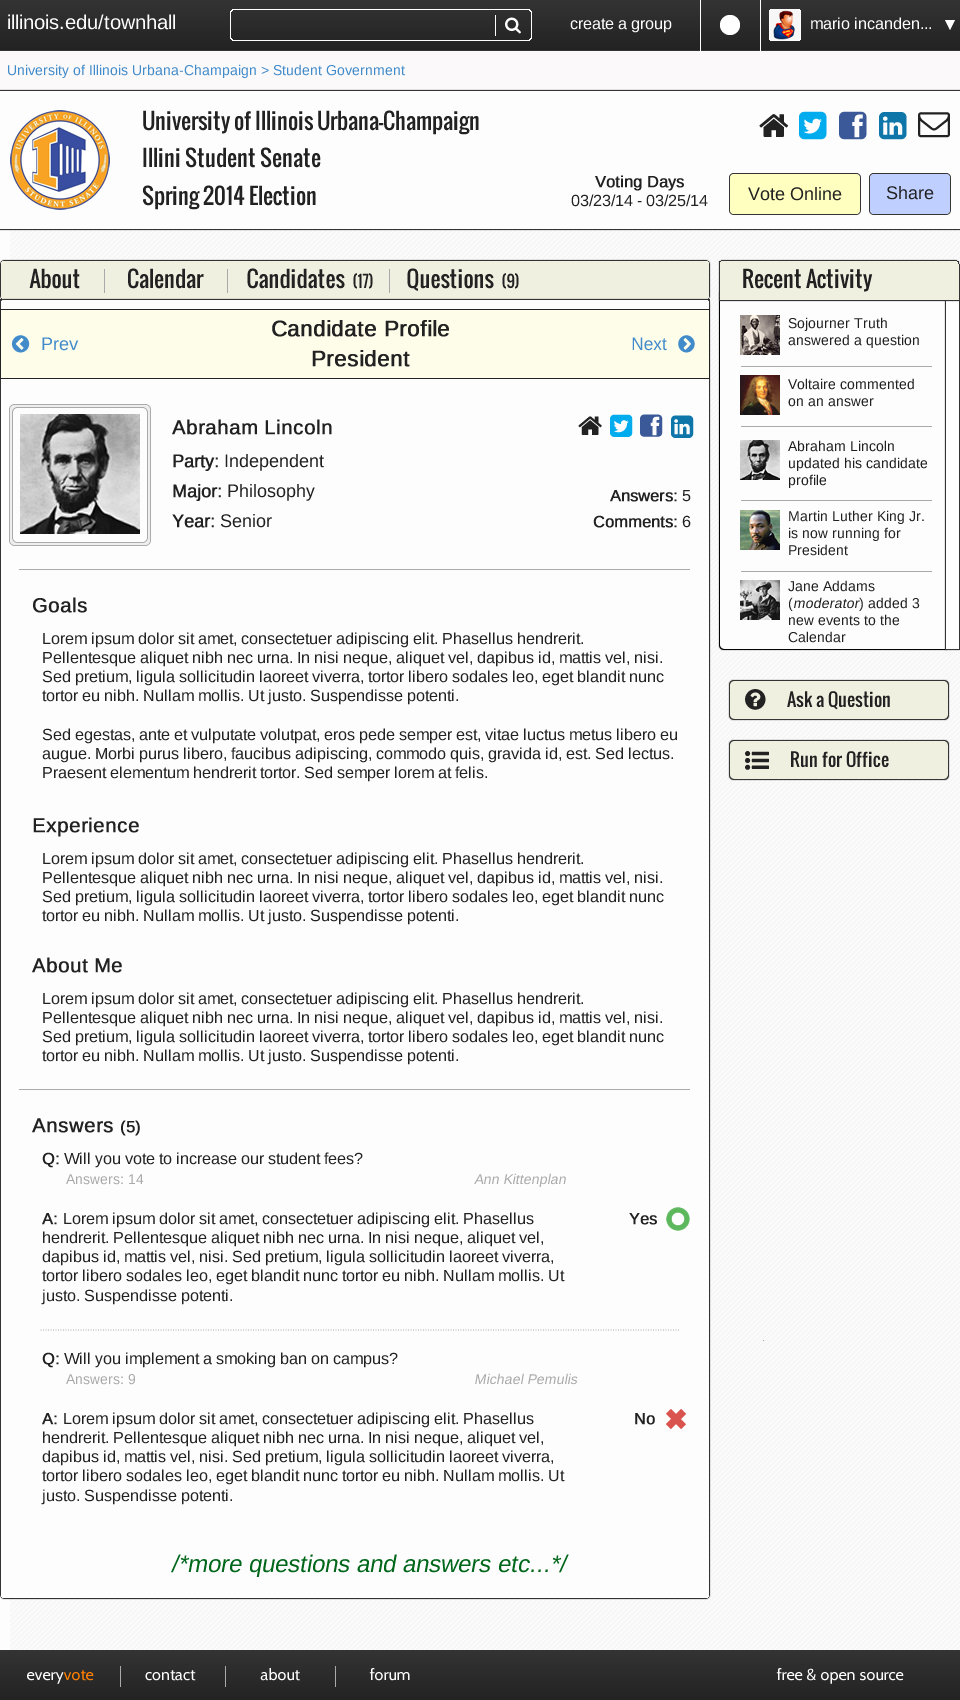 illinois.edu/townhall
create a group
mario incanden... ▼
University of Illinois Urbana-Champaign > Student Government
UNIVERSITY OF ILLINOIS
STUDENT SENATE
University of Illinois Urbana-Champaign
Illini Student Senate
Spring 2014 Election
Voting Days
03/23/14 - 03/25/14
Vote Online
Share
About
Calendar
Candidates (17)
Questions (9)
Prev
Candidate Profile
President
Next
Abraham Lincoln
Party: Independent
Major: Philosophy
Year: Senior
Answers: 5
Comments: 6
Goals
Lorem ipsum dolor sit amet, consectetuer adipiscing elit. Phasellus hendrerit.
Pellentesque aliquet nibh nec urna. In nisi neque, aliquet vel, dapibus id, mattis vel, nisi.
Sed pretium, ligula sollicitudin laoreet viverra, tortor libero sodales leo, eget blandit nunc
tortor eu nibh. Nullam mollis. Ut justo. Suspendisse potenti.
Sed egestas, ante et vulputate volutpat, eros pede semper est, vitae luctus metus libero eu
augue. Morbi purus libero, faucibus adipiscing, commodo quis, gravida id, est. Sed lectus.
Praesent elementum hendrerit tortor. Sed semper lorem at felis.
Experience
Lorem ipsum dolor sit amet, consectetuer adipiscing elit. Phasellus hendrerit.
Pellentesque aliquet nibh nec urna. In nisi neque, aliquet vel, dapibus id, mattis vel, nisi.
Sed pretium, ligula sollicitudin laoreet viverra, tortor libero sodales leo, eget blandit nunc
tortor eu nibh. Nullam mollis. Ut justo. Suspendisse potenti.
About Me
Lorem ipsum dolor sit amet, consectetuer adipiscing elit. Phasellus hendrerit.
Pellentesque aliquet nibh nec urna. In nisi neque, aliquet vel, dapibus id, mattis vel, nisi.
Sed pretium, ligula sollicitudin laoreet viverra, tortor libero sodales leo, eget blandit nunc
tortor eu nibh. Nullam mollis. Ut justo. Suspendisse potenti.
Answers (5)
Q: Will you vote to increase our student fees?
Answers: 14
Ann Kittenplan
A: Lorem ipsum dolor sit amet, consectetuer adipiscing elit. Phasellus
hendrerit. Pellentesque aliquet nibh nec urna. In nisi neque, aliquet vel,
dapibus id, mattis vel, nisi. Sed pretium, ligula sollicitudin laoreet viverra,
tortor libero sodales leo, eget blandit nunc tortor eu nibh. Nullam mollis. Ut
justo. Suspendisse potenti.
Yes
Q: Will you implement a smoking ban on campus?
Answers: 9
Michael Pemulis
A: Lorem ipsum dolor sit amet, consectetuer adipiscing elit. Phasellus
hendrerit. Pellentesque aliquet nibh nec urna. In nisi neque, aliquet vel,
dapibus id, mattis vel, nisi. Sed pretium, ligula sollicitudin laoreet viverra,
tortor libero sodales leo, eget blandit nunc tortor eu nibh. Nullam mollis. Ut
justo. Suspendisse potenti.
No
/*more questions and answers etc...*/
Recent Activity
Sojourner Truth
answered a question
Voltaire commented
on an answer
Abraham Lincoln
updated his candidate
profile
Martin Luther King Jr.
is now running for
President
Jane Addams
(moderator) added 3
new events to the
Calendar
Ask a Question
Run for Office
everyvote
contact
about
forum
free & open source